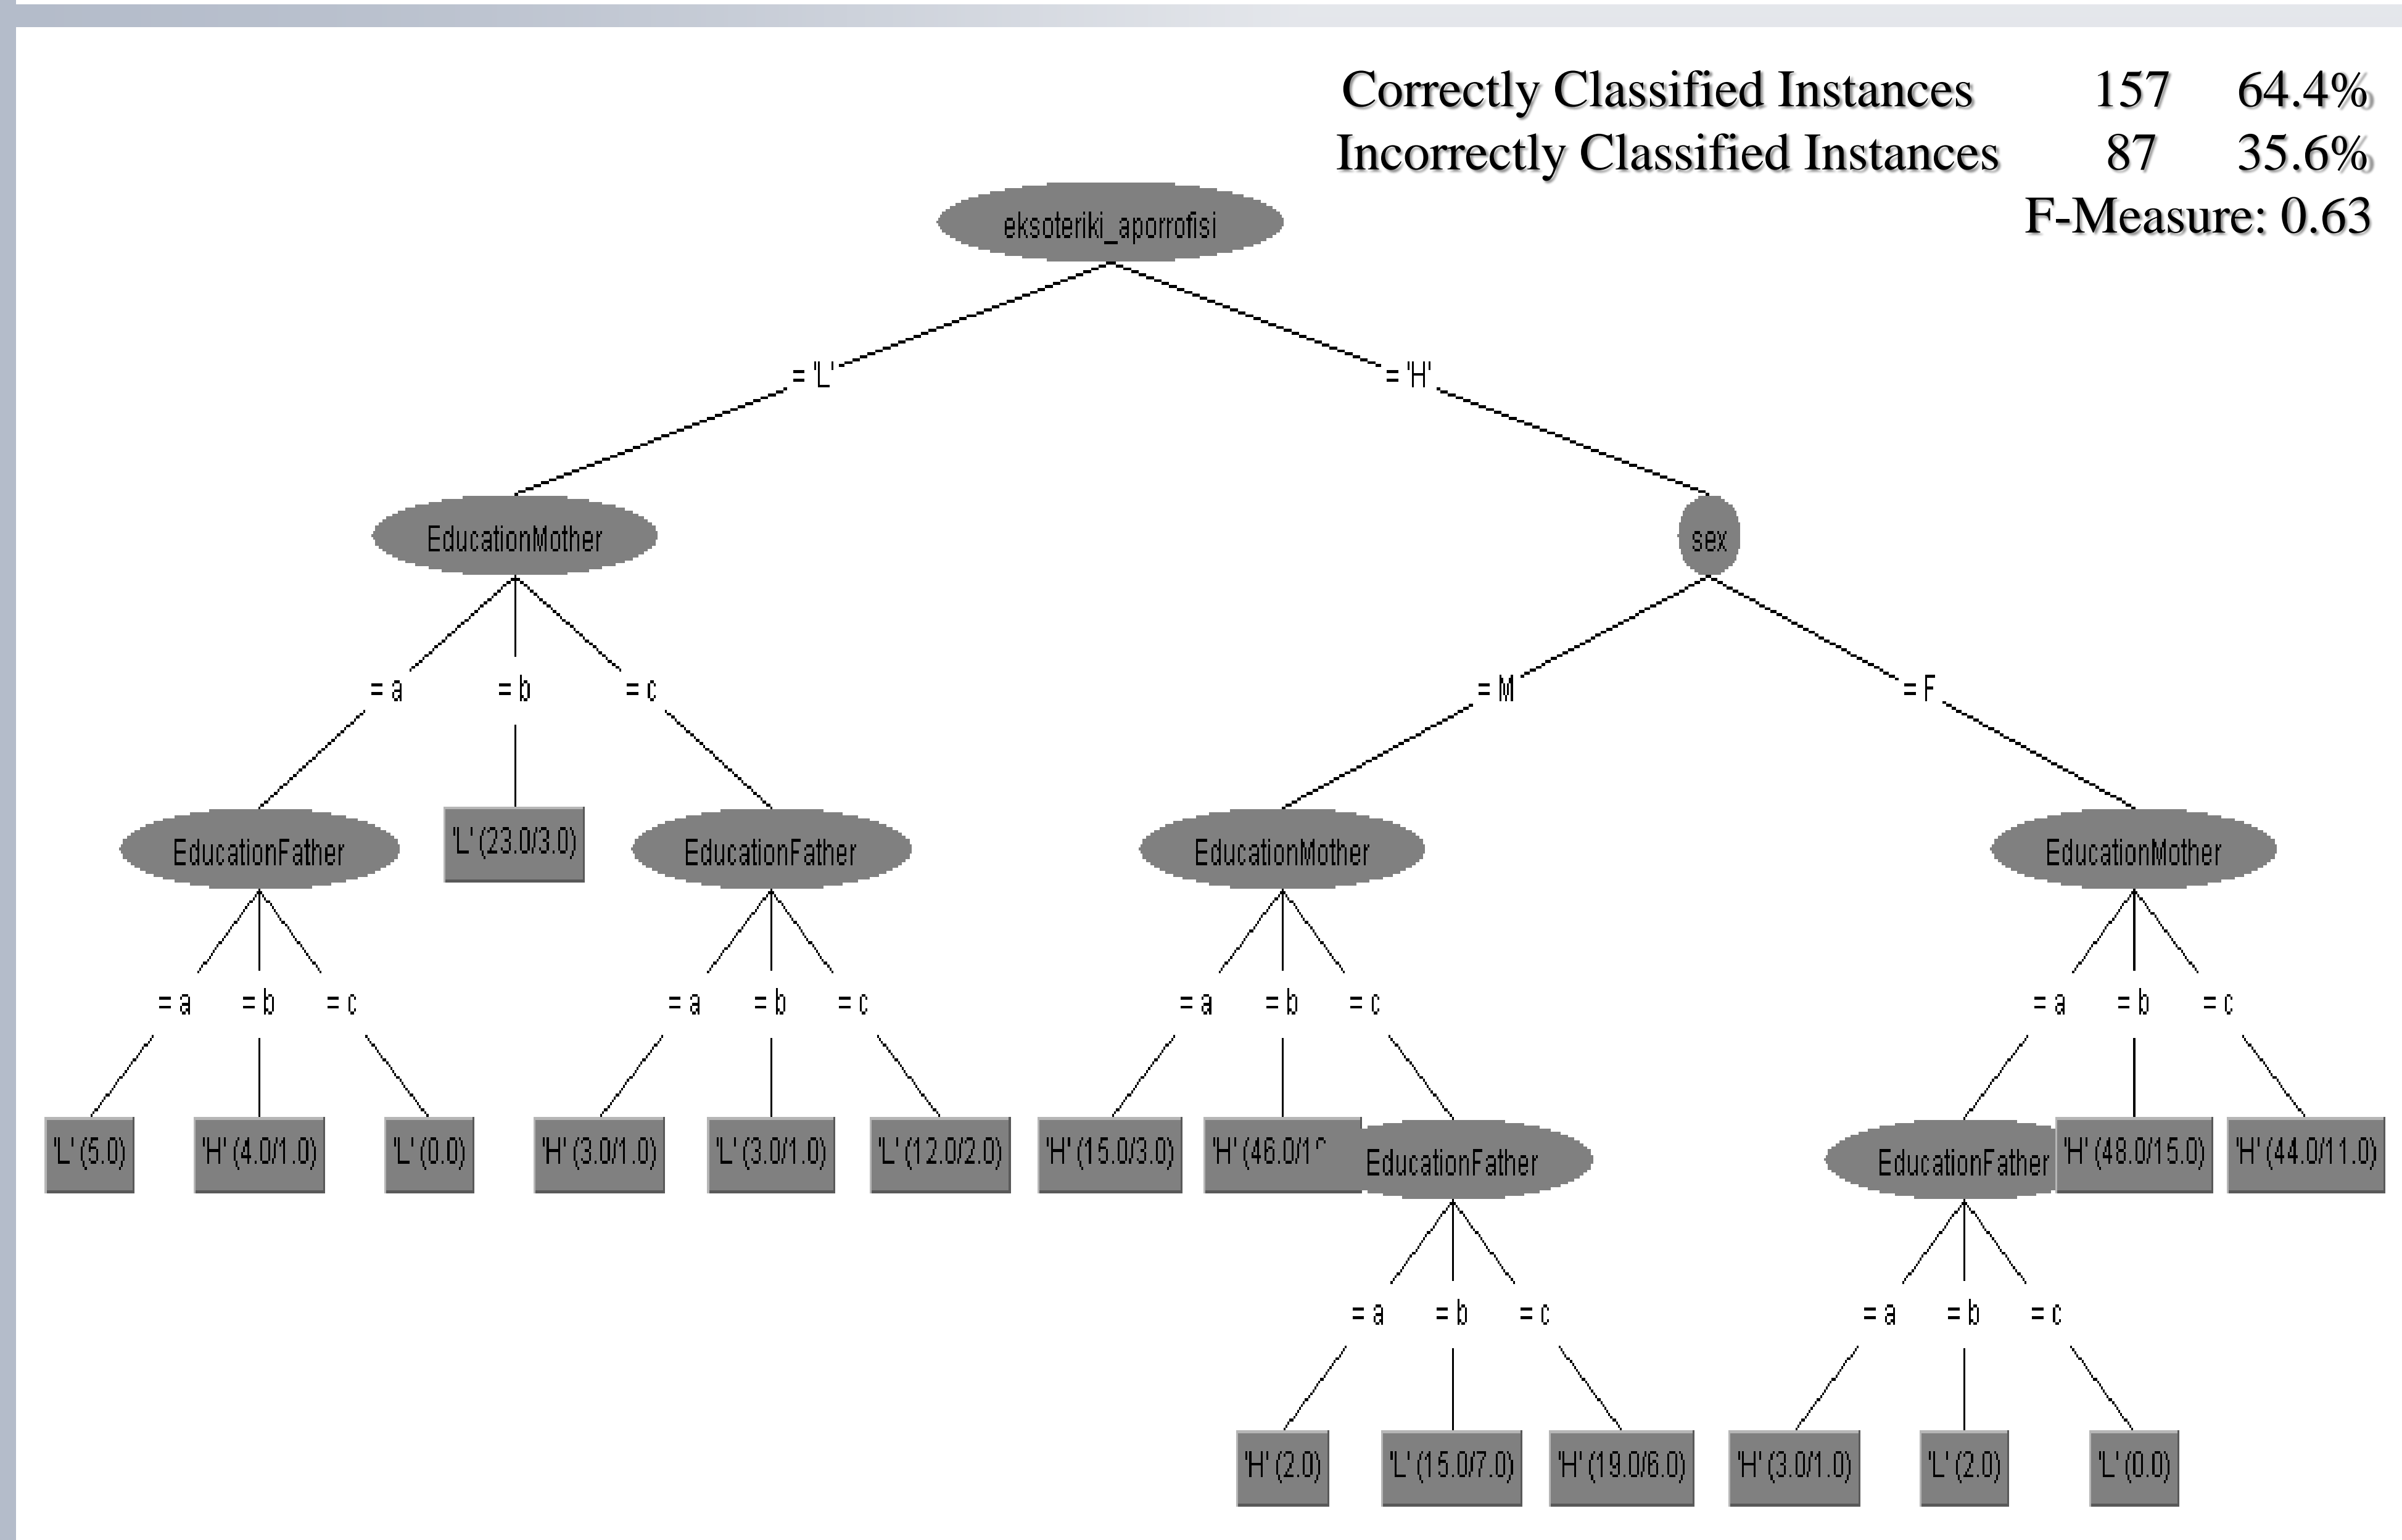 Correctly Classified Instances 157 64.4%
Incorrectly Classified Instances 87 35.6%
F-Measure: 0.63
eksoteriki_aporrofisi
= 'L' = 'H'
EducationMother sex
= a = b = c = M = F
EducationFather 'L' (23.0/3.0) EducationFather EducationMother EducationMother
= a = b = c = a = b = c = a = b = c = a = b = c
'L' (5.0) 'H' (4.0/1.0) 'L' (0.0) 'H' (3.0/1.0) 'L' (3.0/1.0) 'L' (12.0/2.0) 'H' (15.0/3.0) 'H' EducationFather EducationFather 'H' (48.0/15.0) 'H' (44.0/11.0)
= a = b = c = a = b = c
'H' (2.0) 'L' (15.0/7.0) 'H' (19.0/6.0) 'H' (3.0/1.0) 'L' (2.0) 'L' (0.0)